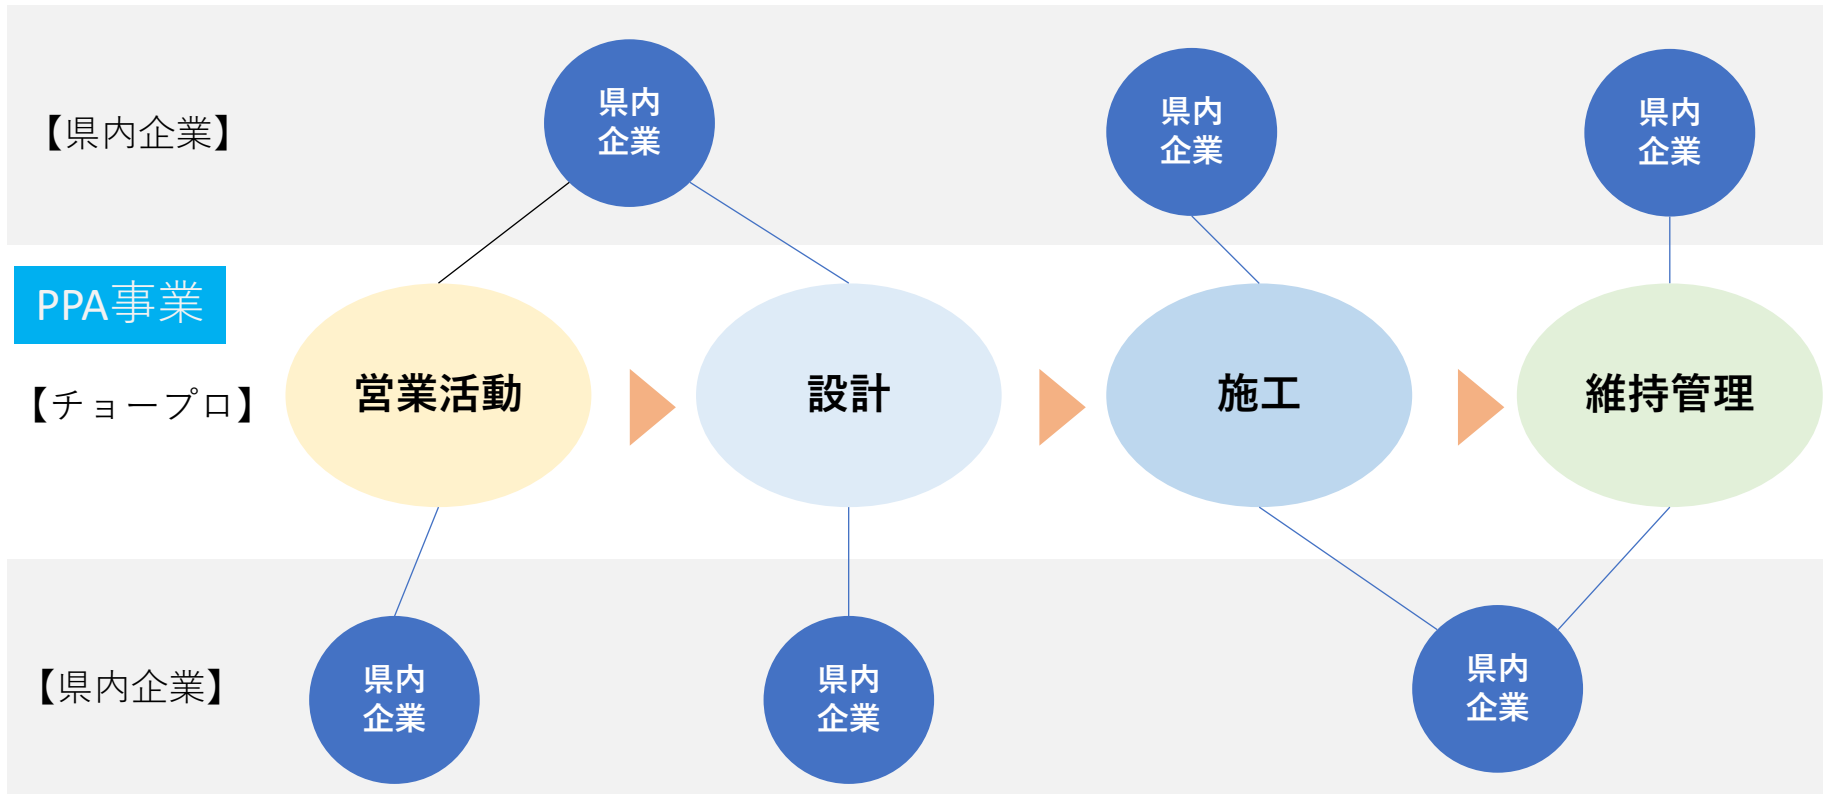 【県内企業】
県内
企業
県内
企業
県内
企業
PPA事業
【チョープロ】
営業活動
設計
施工
維持管理
【県内企業】
県内
企業
県内
企業
県内
企業